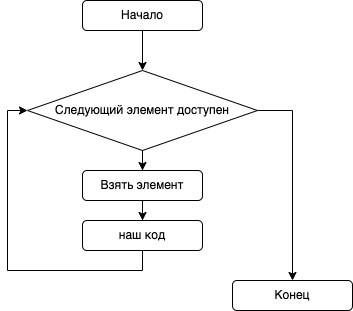 Начало
Следующий элемент доступен
Взять элемент
наш код
Конец